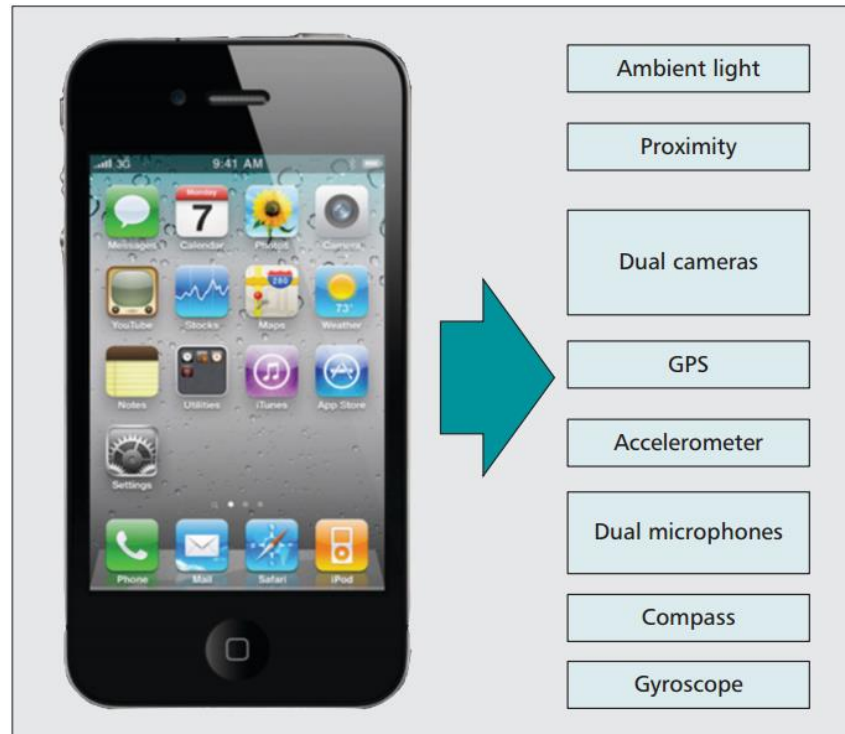 3G 9:41 AM
Monday
7
280
73°
Messages Calendar Photos Camera
YouTube Stocks Maps Weather
Notes Utilities iTunes App Store
Settings
Phone Mail Safari iPod
Ambient light
Proximity
Dual cameras
GPS
Accelerometer
Dual microphones
Compass
Gyroscope